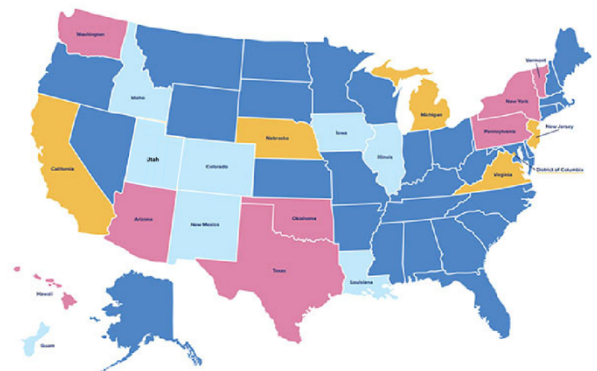 Washington
Vermont
Idaho
New York
Michigan
Iowa
Nebraska
Pennsylvania
New Jersey
Illinois
Utah
Colorado
California
District of Columbia
Virginia
Arizona
Oklahoma
New Mexico
Texas
Louisiana
Hawaii
Guam